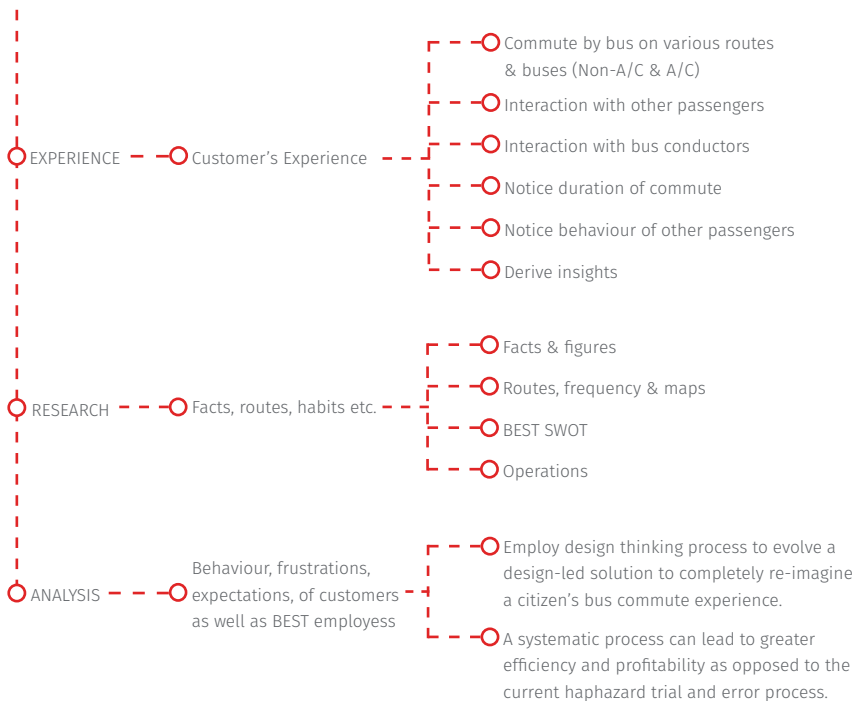 EXPERIENCE
Customer's Experience
Commute by bus on various routes
& buses (Non-A/C & A/C)
Interaction with other passengers
Interaction with bus conductors
Notice duration of commute
Notice behaviour of other passengers
Derive insights
RESEARCH
Facts, routes, habits etc.
Facts & figures
Routes, frequency & maps
BEST SWOT
Operations
ANALYSIS
Behaviour, frustrations,
expectations, of customers
as well as BEST employess
Employ design thinking process to evolve a
design-led solution to completely re-imagine
a citizen's bus commute experience.
A systematic process can lead to greater
efficiency and profitability as opposed to the
current haphazard trial and error process.